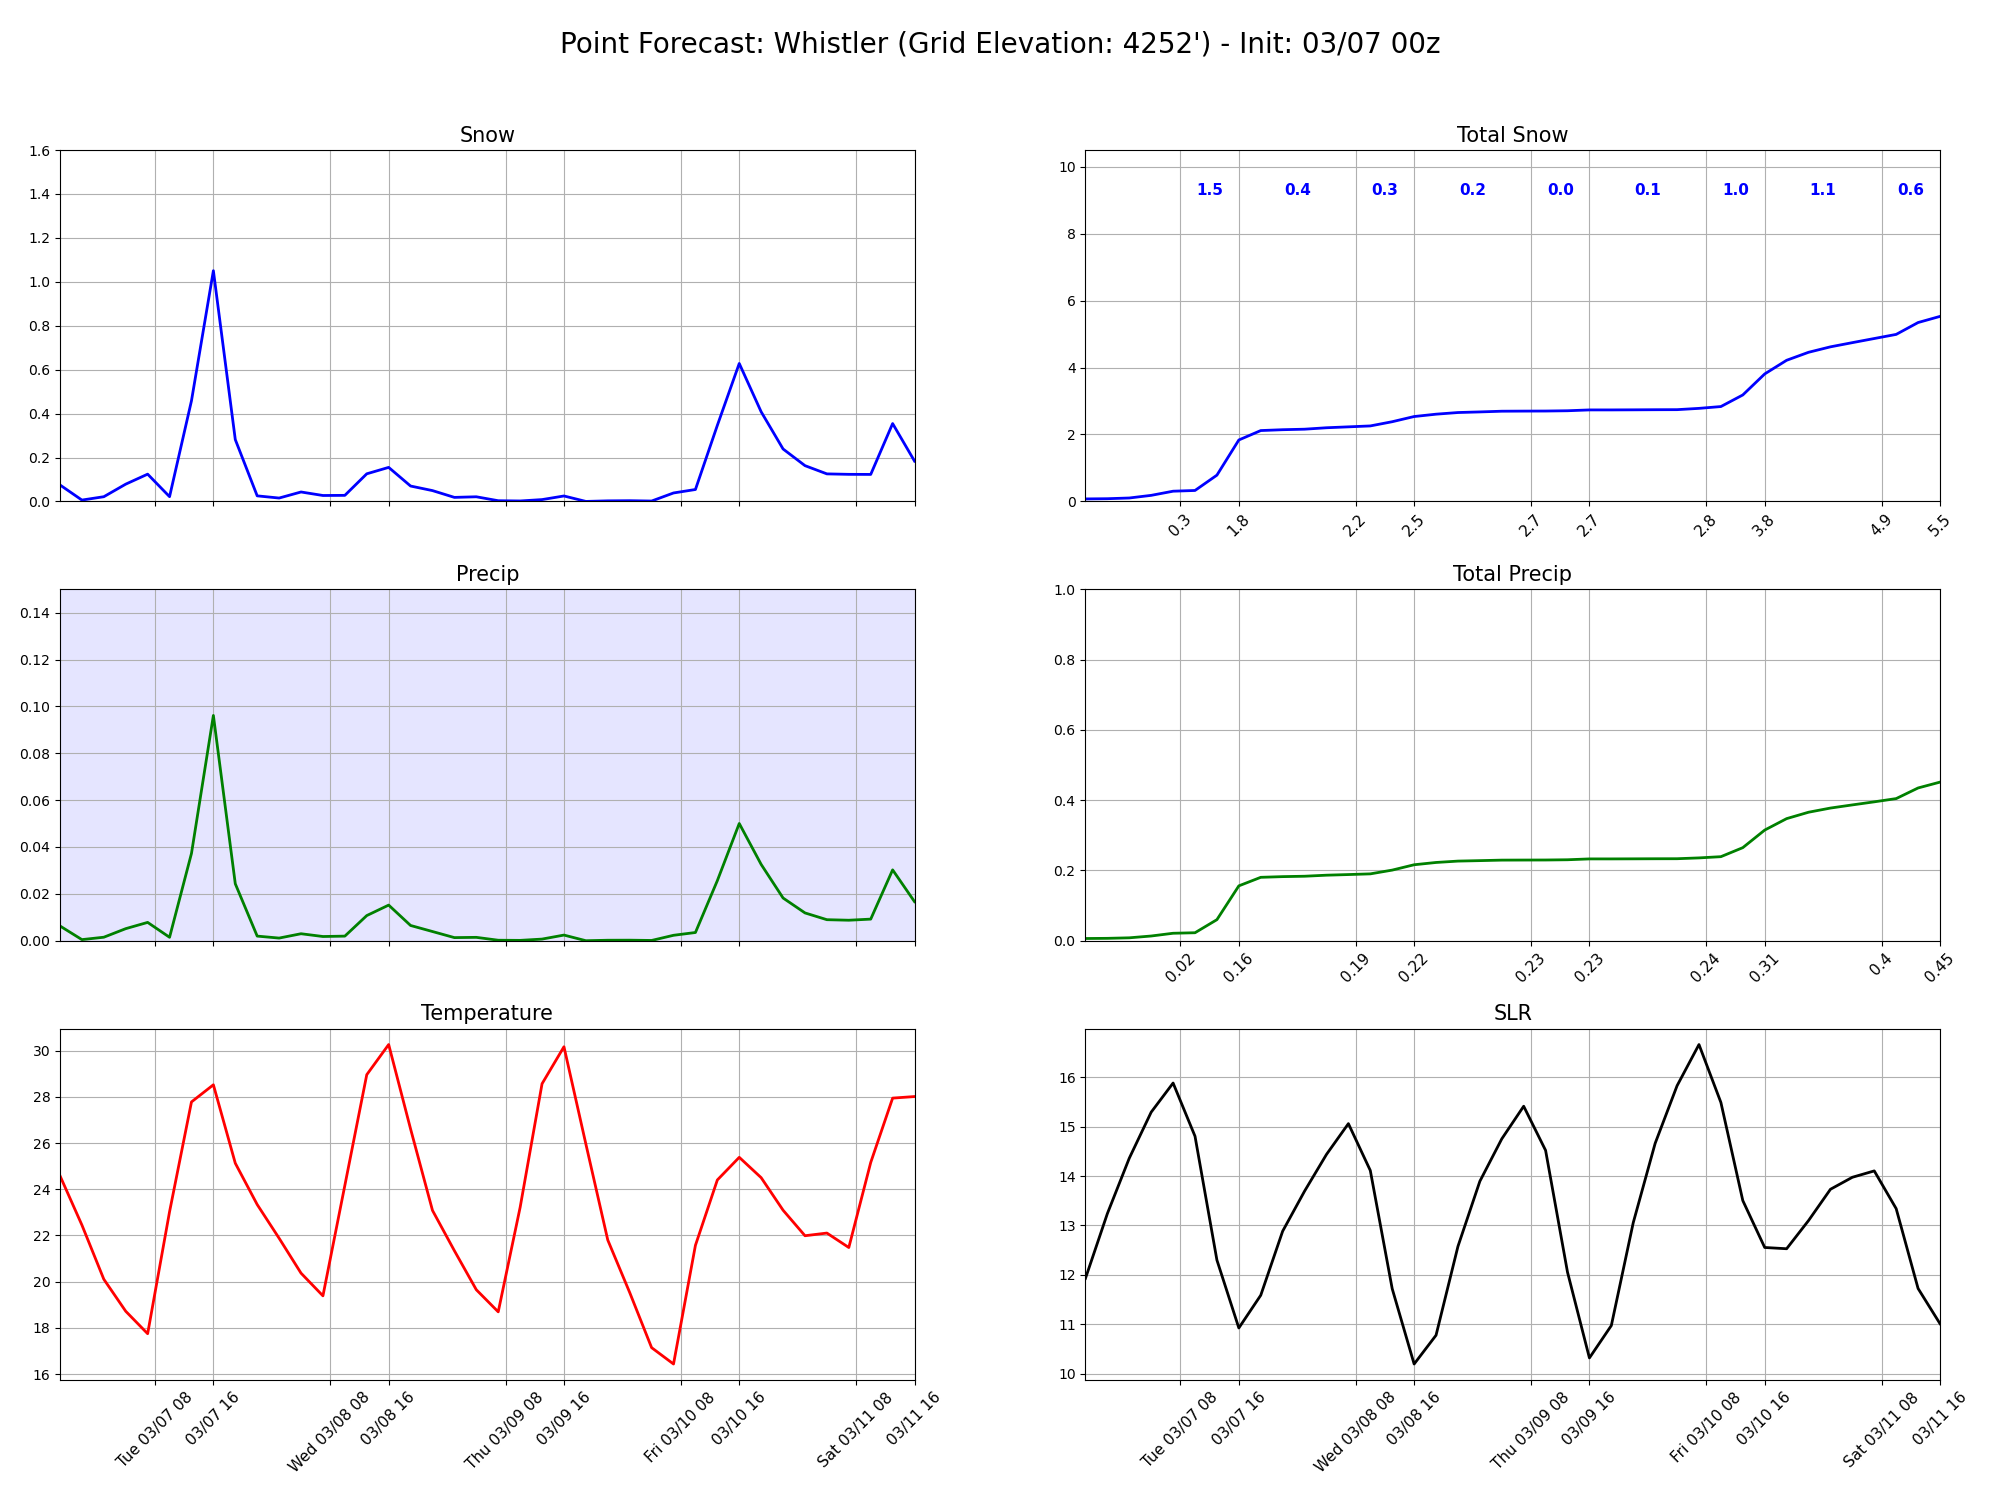 Point Forecast: Whistler (Grid Elevation: 4252') - Init: 03/07 00z
Snow
1.6
1.4
1.2
1.0
0.8
0.6
0.4
0.2
0.0
Total Snow
10
8
6
4
2
0
1.5 0.4 0.3 0.2 0.0 0.1 1.0 1.1 0.6
0.3 1.8 2.2 2.5 2.7 2.7 2.8 3.8 4.9 5.5
Precip
0.14
0.12
0.10
0.08
0.06
0.04
0.02
0.00
Total Precip
1.0
0.8
0.6
0.4
0.2
0.0
0.02 0.16 0.19 0.22 0.23 0.23 0.24 0.31 0.4 0.45
Temperature
30
28
26
24
22
20
18
16
Tue 03/07 08
03/07 16
Wed 03/08 08
03/08 16
Thu 03/09 08
03/09 16
Fri 03/10 08
03/10 16
Sat 03/11 08
03/11 16
SLR
16
15
14
13
12
11
10
Tue 03/07 08
03/07 16
Wed 03/08 08
03/08 16
Thu 03/09 08
03/09 16
Fri 03/10 08
03/10 16
Sat 03/11 08
03/11 16